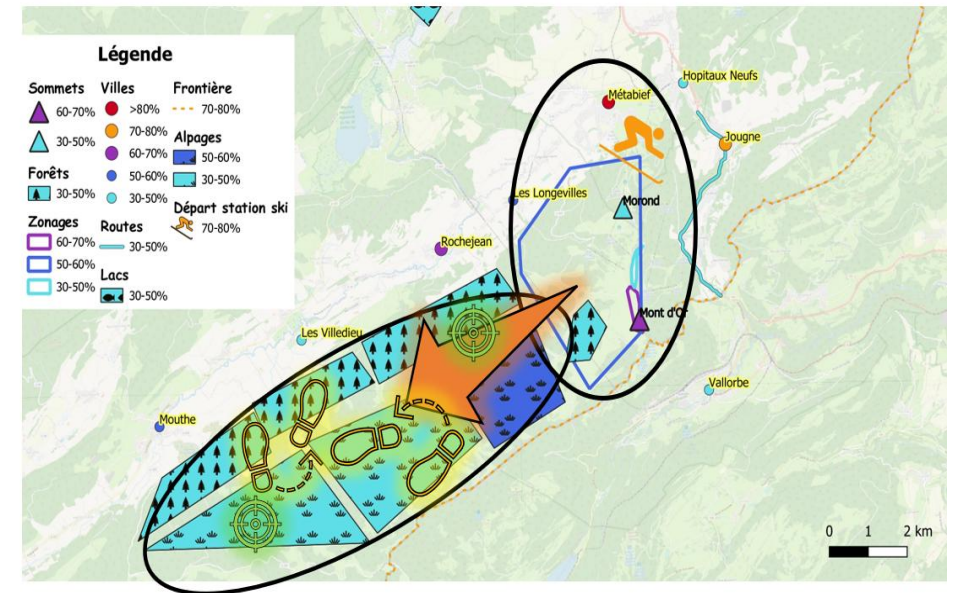 Légende
Sommets
60-70%
30-50%
Forêts
30-50%
Zonages
60-70%
50-60%
30-50%
Villes
>80%
70-80%
60-70%
50-60%
30-50%
Routes
30-50%
Lacs
30-50%
Frontière
70-80%
Alpages
50-60%
30-50%
Départ station ski
70-80%
Hopitaux Neufs
Métabief
Jougne
Les Longevilles
Morond
Rochejean
Mont d'Or
Les Villedieu
Vallorbe
Mouthe
0 1 2 km